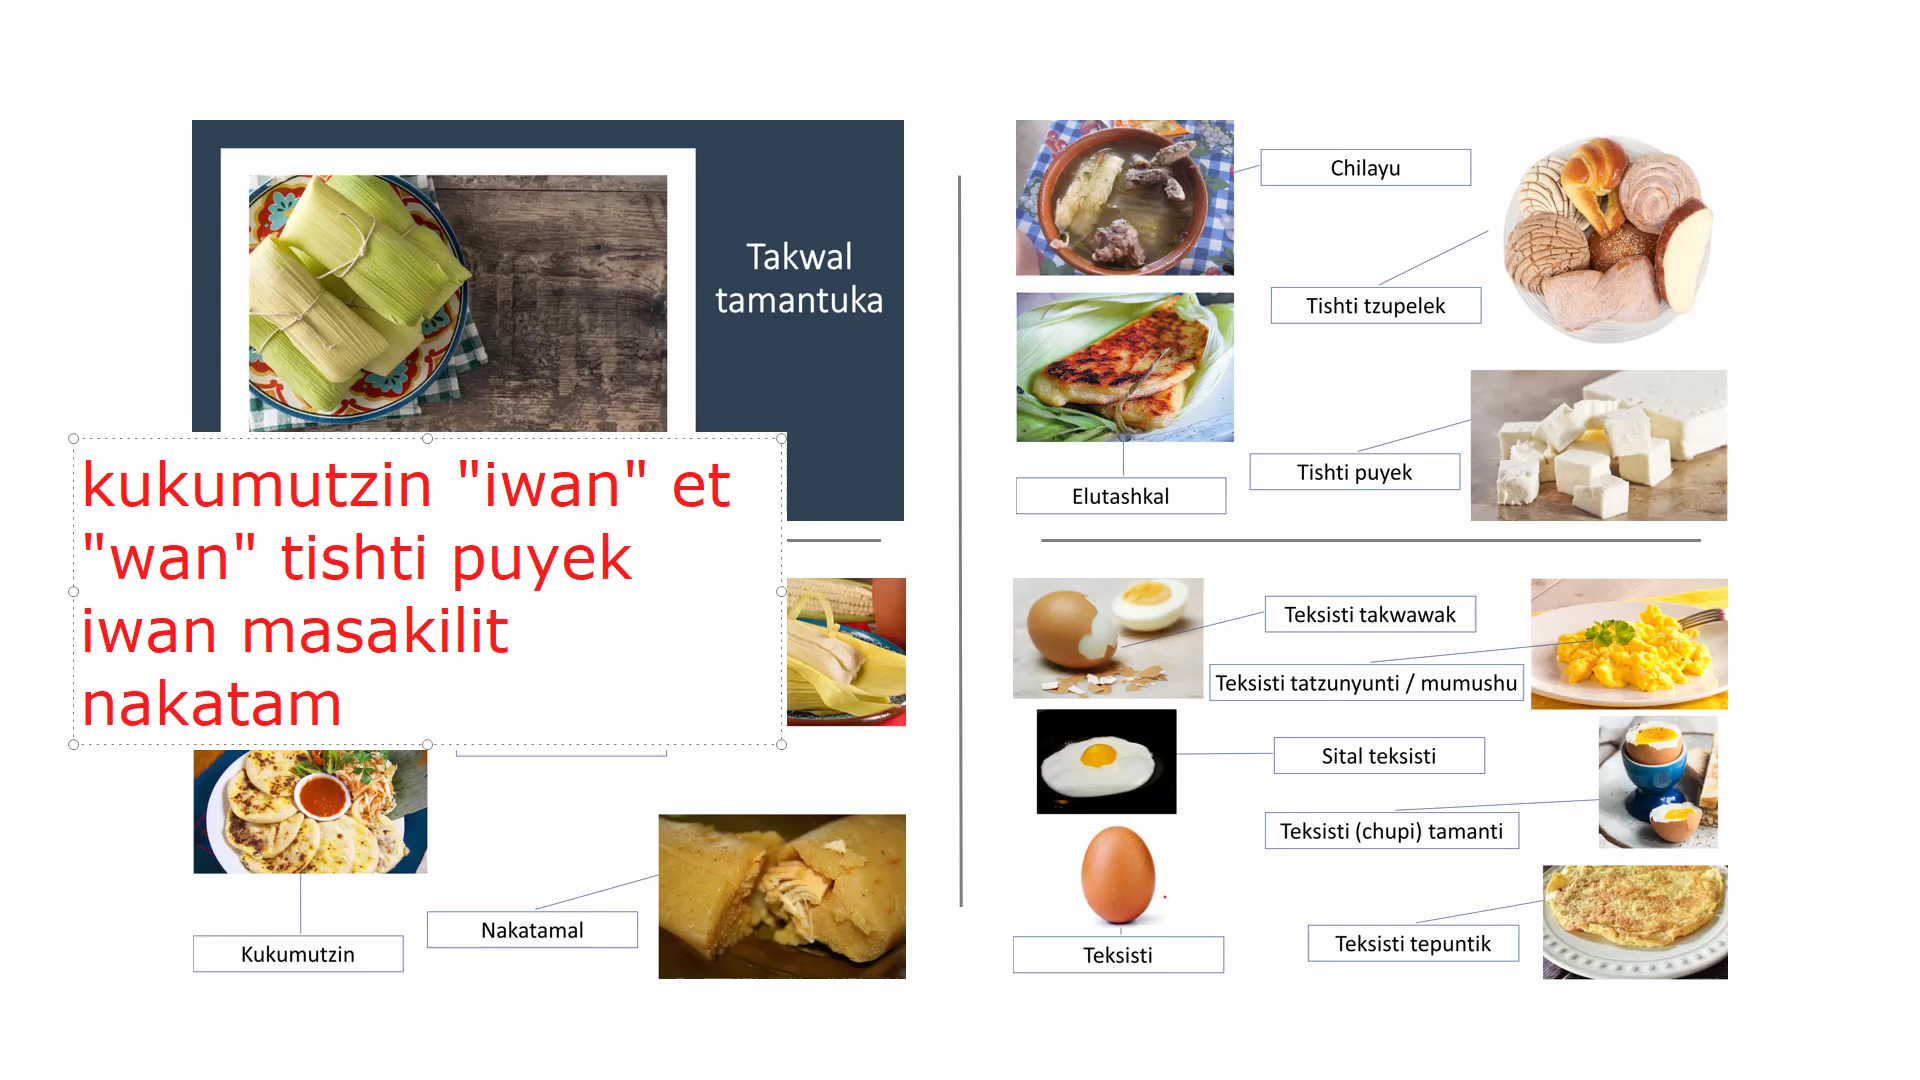 Takwal
tamantuka
kukumutzin "iwan" et
"wan" tishti puyek
iwan masakilit
nakatam
Kukumutzin
Nakatamal
Chilayu
Tishti tzupelek
Elutashkal
Tishti puyek
Teksisti takwawak
Teksisti tatzunyunti / mumushu
Sital teksisti
Teksisti (chupi) tamanti
Teksisti
Teksisti tepuntik